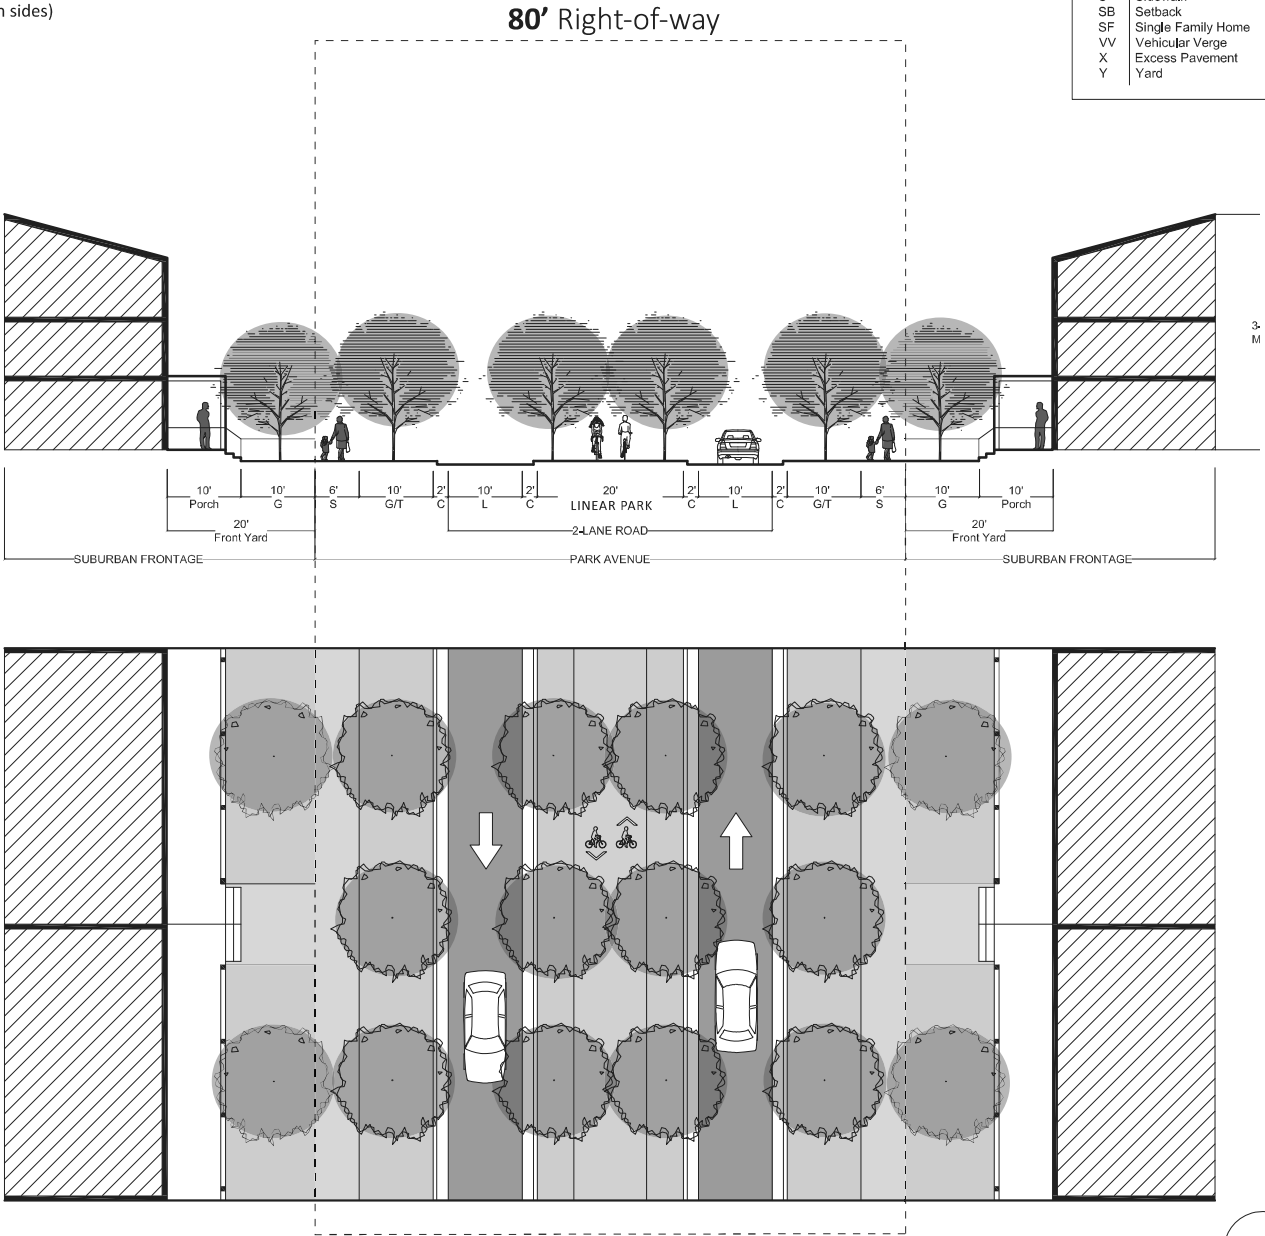 n sides)
80' Right-of-way
SB Setback
SF Single Family Home
VV Vehicular Verge
X Excess Pavement
Y Yard
3-
M
10' 10' 6' 10' 2' 10' 2' 20' 2' 10' 2' 10' 6' 10' 10'
Porch G S G/T C L C LINEAR PARK C L C G/T S G Porch
20' 2-LANE ROAD 20'
Front Yard Front Yard
SUBURBAN FRONTAGE PARK AVENUE SUBURBAN FRONTAGE